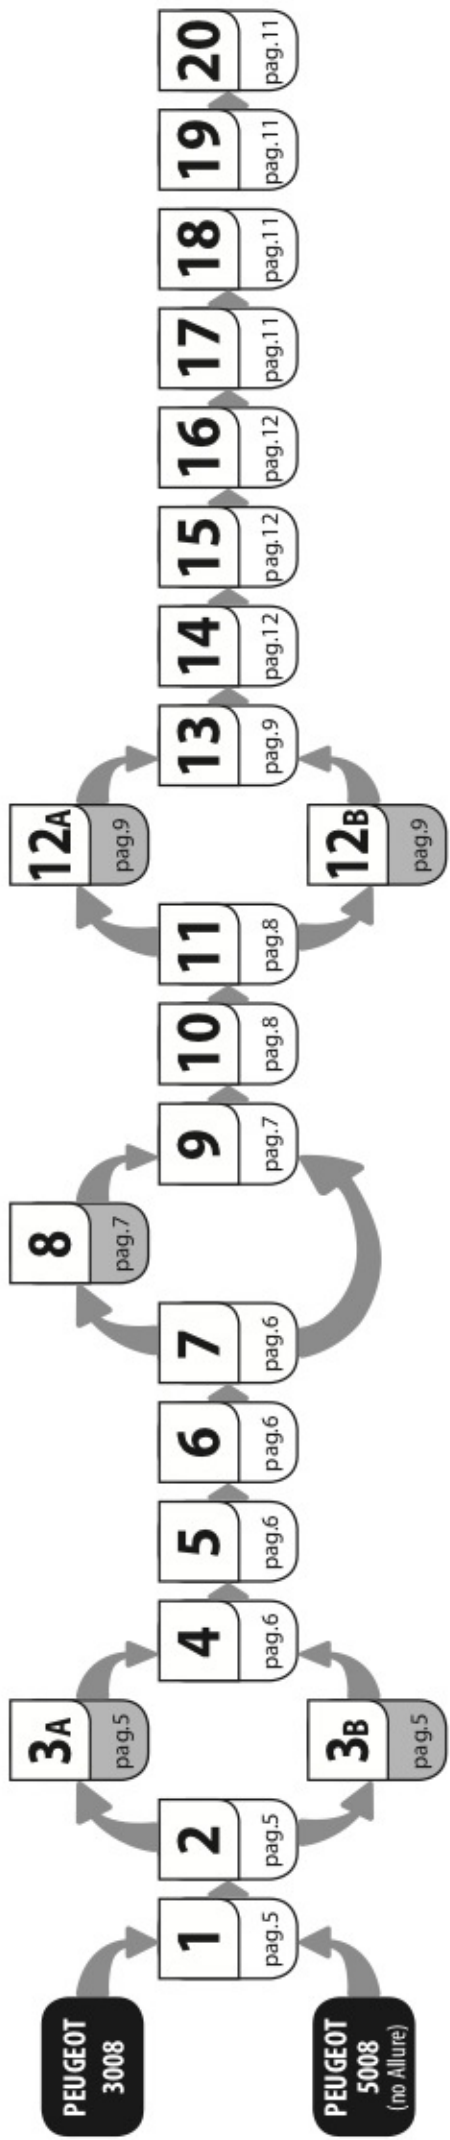 PEUGEOT
3008
PEUGEOT
5008
(no Allure)
1
pag.5
2
pag.5
3A
pag.5
3B
pag.5
4
pag.6
5
pag.6
6
pag.6
7
pag.6
8
pag.7
9
pag.7
10
pag.8
11
pag.8
12A
pag.9
12B
pag.9
13
pag.9
14
pag.12
15
pag.12
16
pag.12
17
pag.11
18
pag.11
19
pag.11
20
pag.11